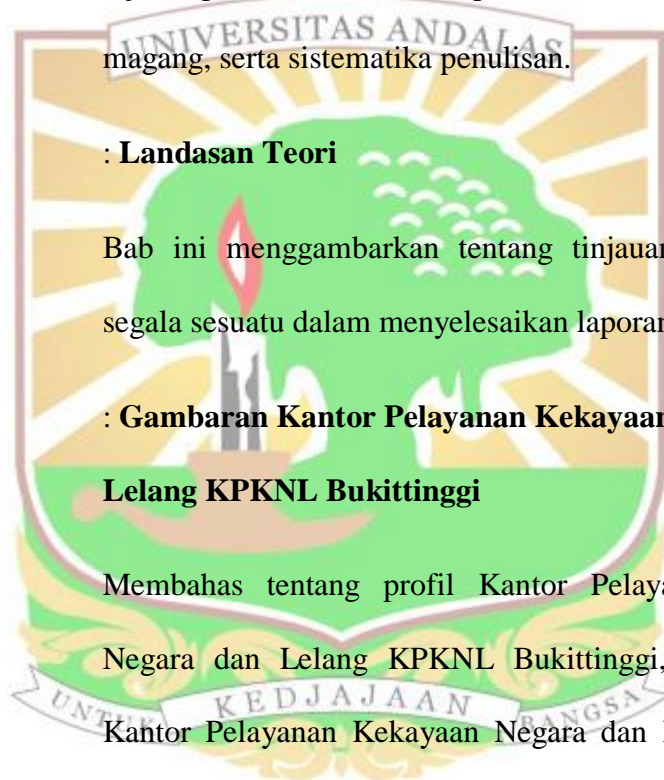 UNIVERSITAS ANDALAS
magang, serta sistematika penulisan.
: Landasan Teori
Bab ini menggambarkan tentang tinjauan
segala sesuatu dalam menyelesaikan laporan
: Gambaran Kantor Pelayanan Kekayaan
Lelang KPKNL Bukittinggi
Membahas tentang profil Kantor
Negara dan Lelang KPKNL Bukittinggi,
UNTUK KEDJAJAAN BANGSA
Kantor Pelayanan Kekayaan Negara dan